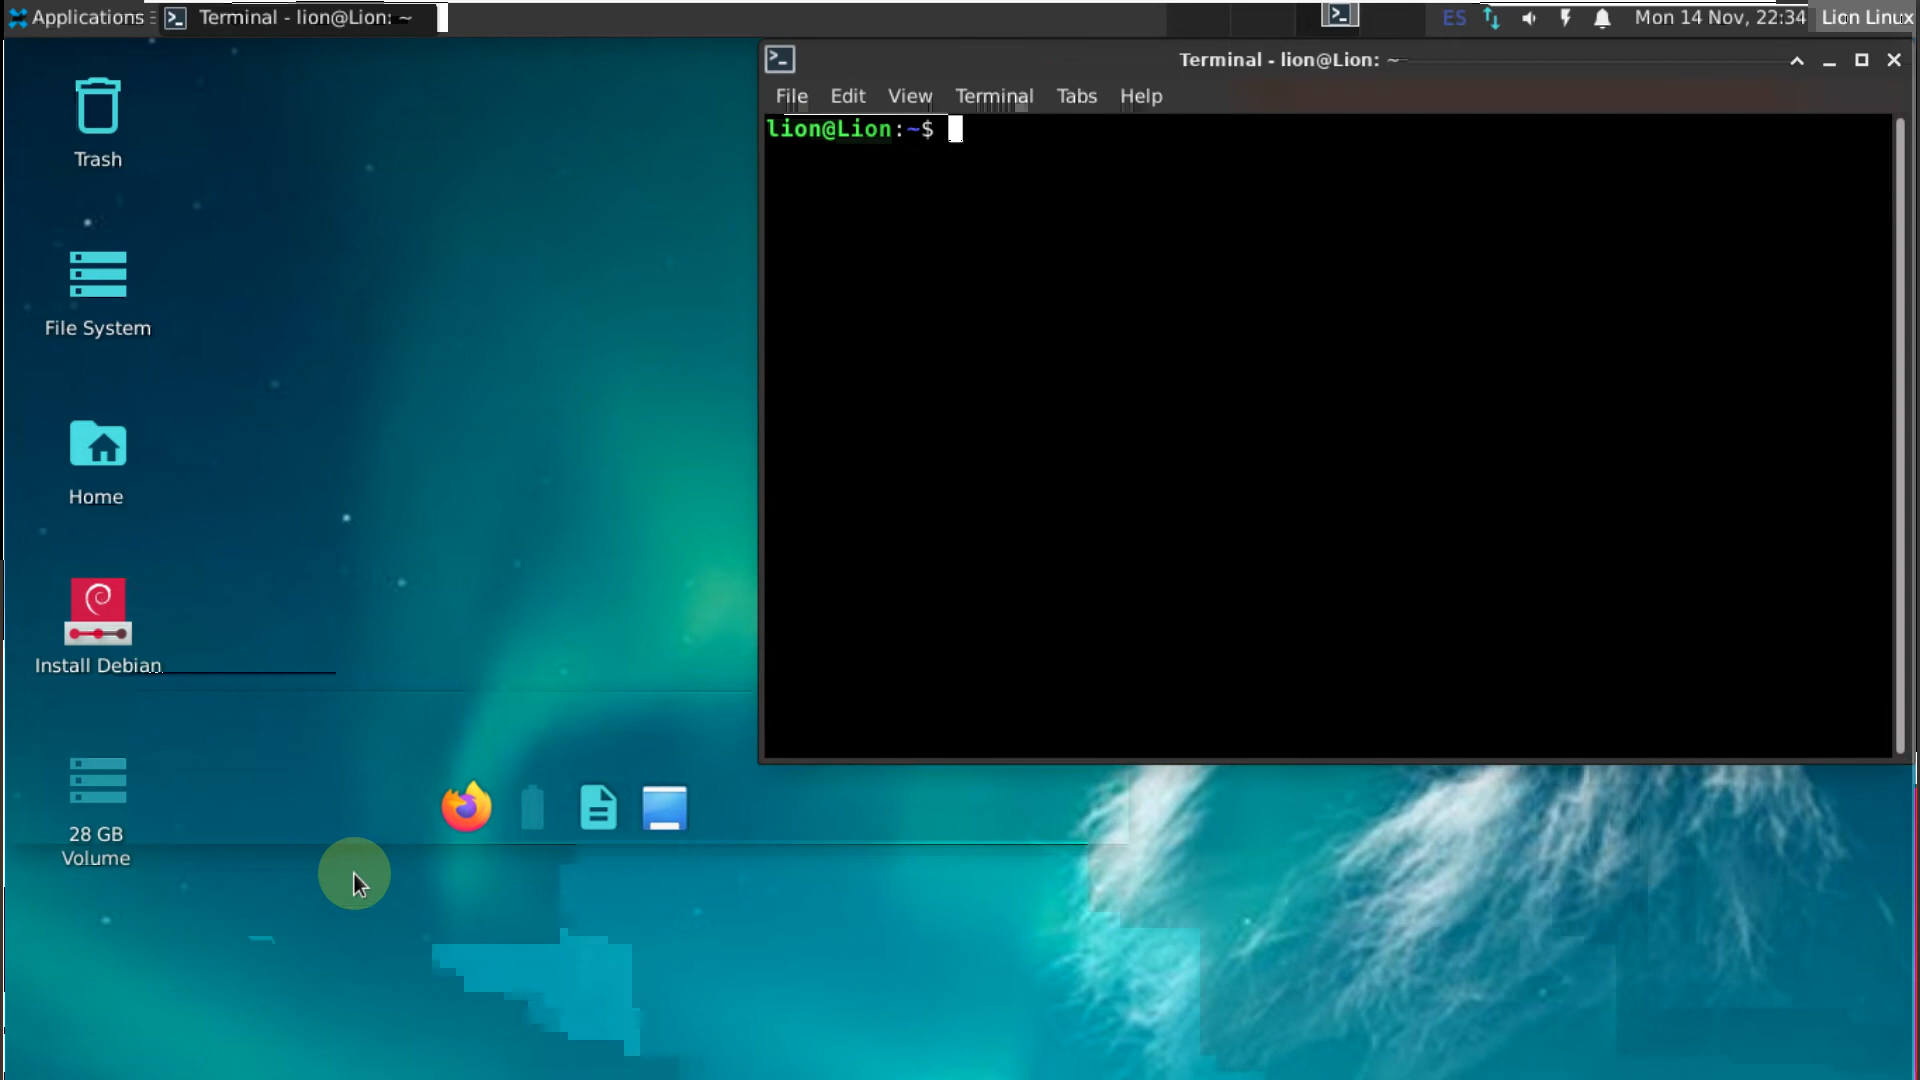 Applications
Terminal - lion@Lion: ~
ES
Mon 14 Nov, 22:34
Lion Linux
Terminal - lion@Lion: ~
File Edit View Terminal Tabs Help
lion@Lion:~$
Trash
File System
Home
Install Debian
28 GB
Volume